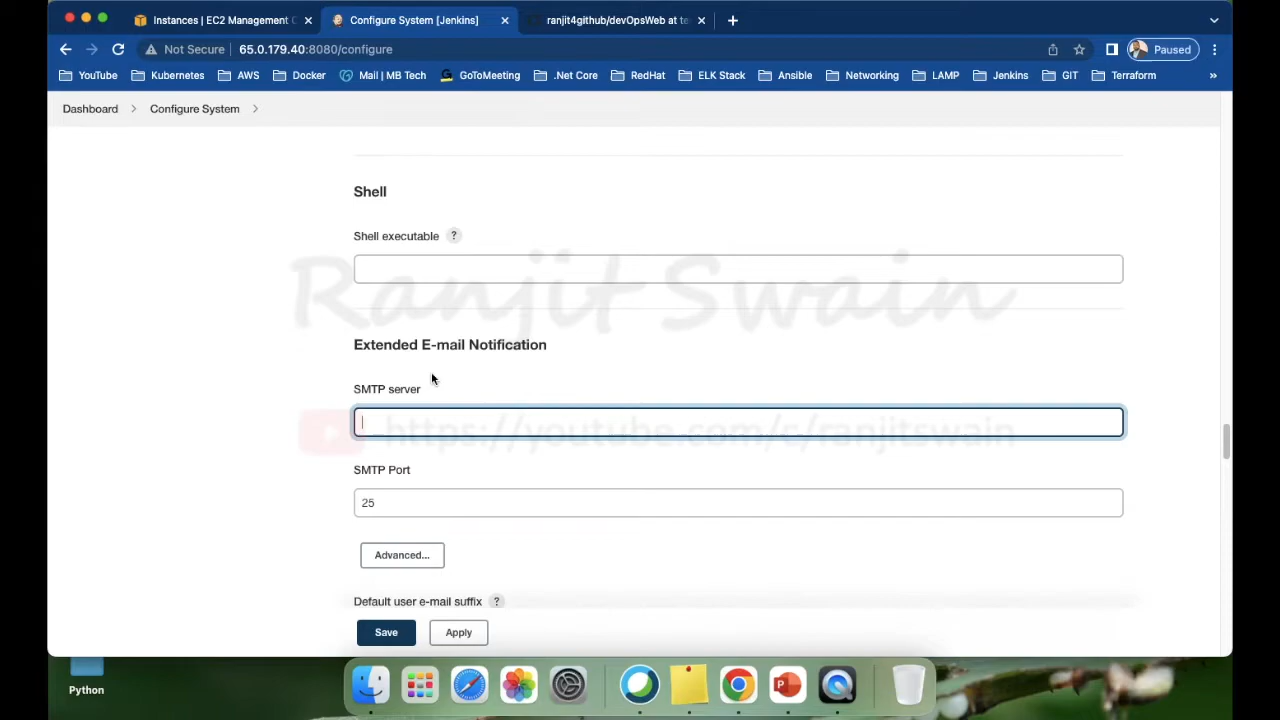 Instances | EC2 Management C
Configure System [Jenkins]
ranjit4github/devOpsWeb at te
Not Secure
65.0.179.40:8080/configure
Paused
YouTube
Kubernetes
AWS
Docker
Mail | MB Tech
GoToMeeting
.Net Core
RedHat
ELK Stack
Ansible
Networking
LAMP
Jenkins
GIT
Terraform
»
Dashboard
Configure System
Shell
Shell executable ?
Ranjit Swain
Extended E-mail Notification
SMTP server
https://youtube.com/c/ranjitswain
SMTP Port
25
Advanced...
Default user e-mail suffix ?
Save
Apply
Python